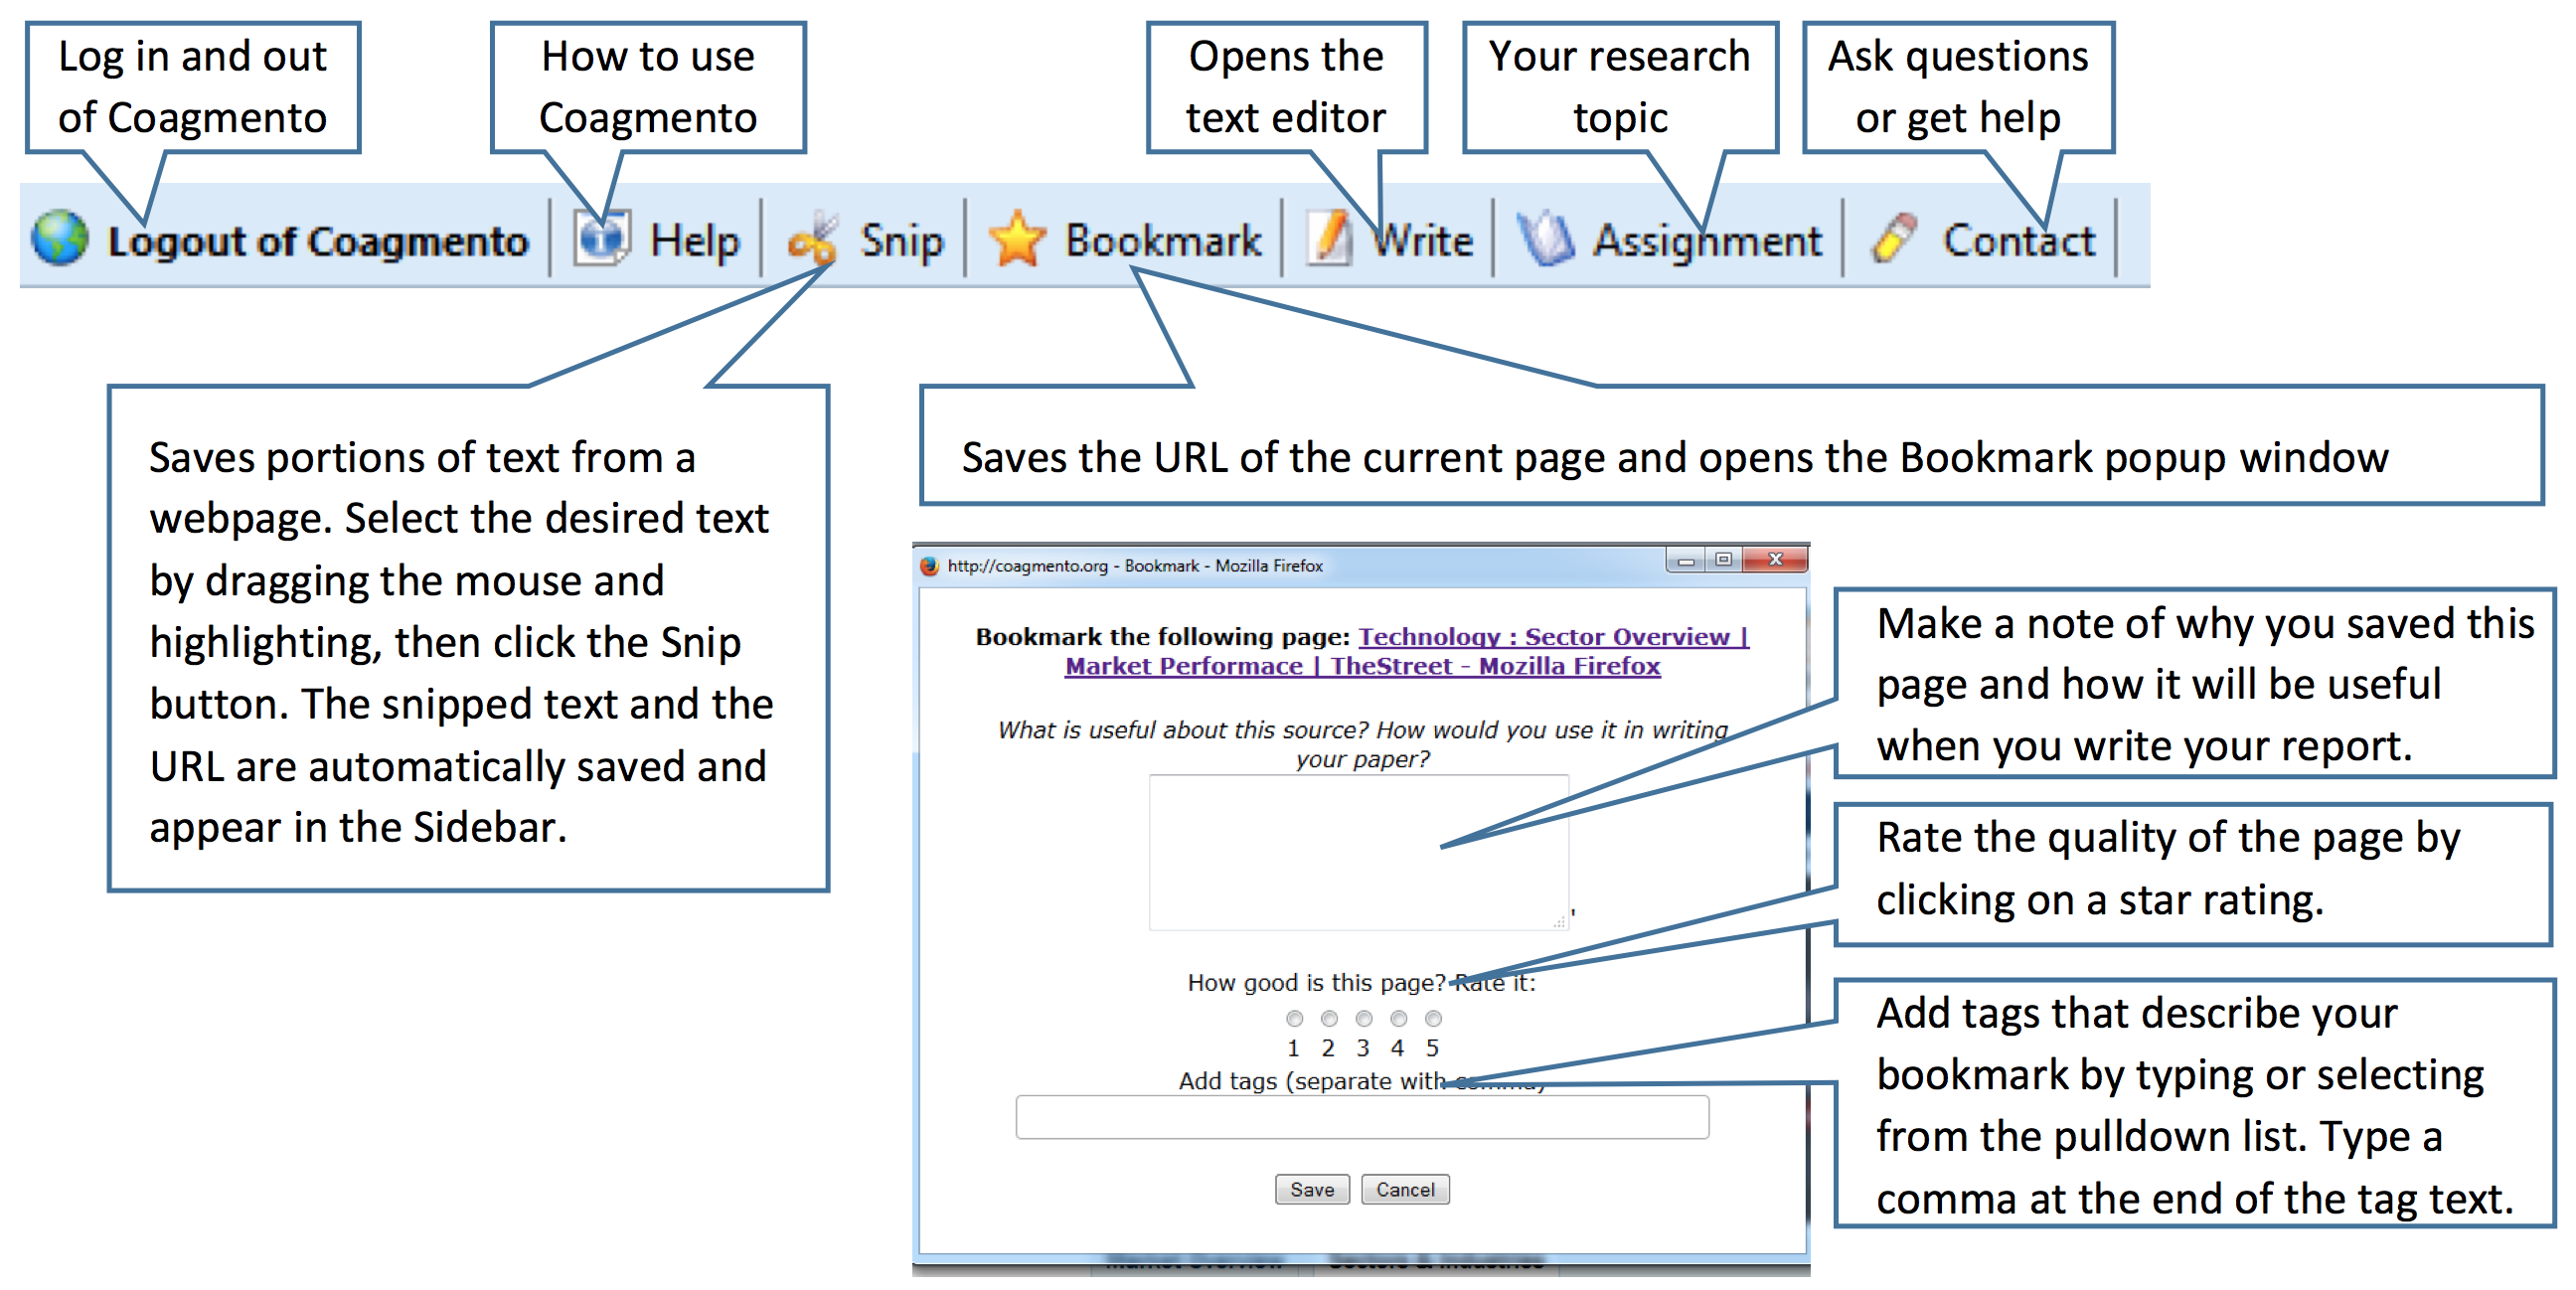 Log in and out
of Coagmento
How to use
Coagmento
Opens the
text editor
Your research
topic
Ask questions
or get help
Logout of Coagmento
Help
Snip
Bookmark
Write
Assignment
Contact
Saves portions of text from a
webpage. Select the desired text
by dragging the mouse and
highlighting, then click the Snip
button. The snipped text and the
URL are automatically saved and
appear in the Sidebar.
Saves the URL of the current page and opens the Bookmark popup window
http://coagmento.org - Bookmark - Mozilla Firefox
Bookmark the following page: Technology : Sector Overview |
Market Performace | TheStreet - Mozilla Firefox
What is useful about this source? How would you use it in writing
your paper?
'
How good is this page? Rate it:
1 2 3 4 5
Add tags (separate with comma)
Save
Cancel
Market Overview
Sectors & Industries
Make a note of why you saved this
page and how it will be useful
when you write your report.
Rate the quality of the page by
clicking on a star rating.
Add tags that describe your
bookmark by typing or selecting
from the pulldown list. Type a
comma at the end of the tag text.